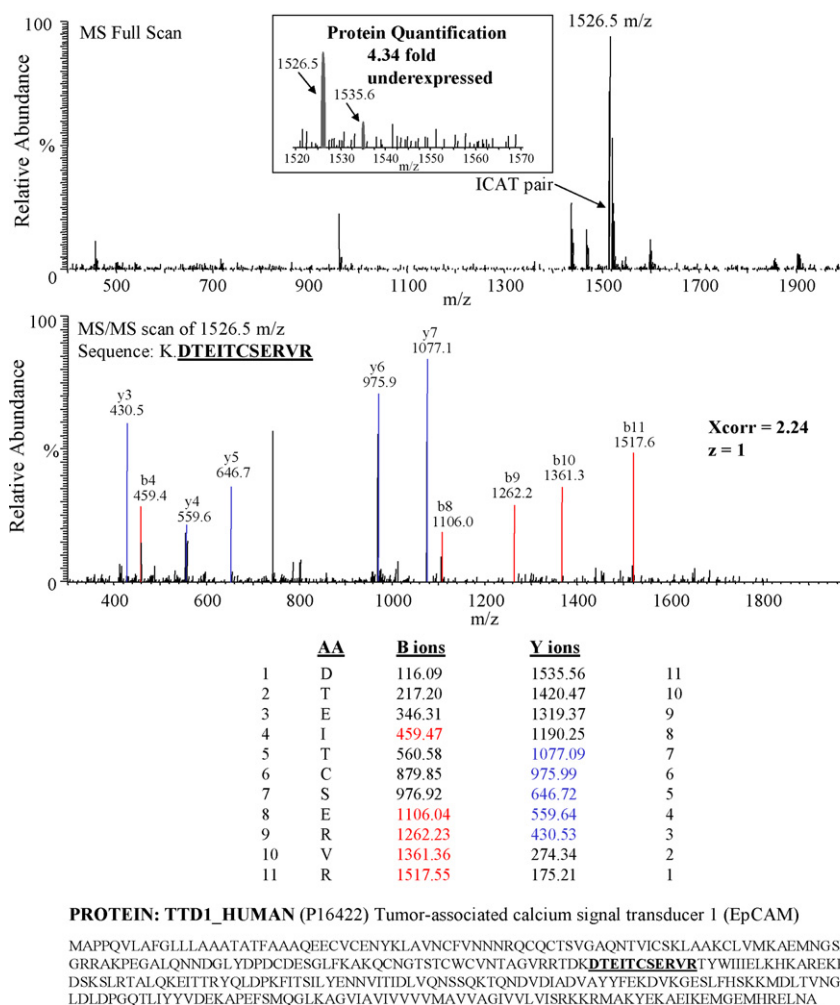 MS Full Scan
1526.5 m/z
Protein Quantification
4.34 fold
underexpressed
1526.5
1535.6
1520 1530 1540 1550 1560 1570
m/z
ICAT pair
100
%
0
Relative Abundance
500 700 900 1100 1300 1500 1700 1900
m/z
MS/MS scan of 1526.5 m/z
Sequence: K.DTEITCSERVR
100
%
0
Relative Abundance
y3
430.5
b4
459.4
y4
559.6
y5
646.7
y6
975.9
y7
1077.1
b8
1106.0
b9
1262.2
b10
1361.3
b11
1517.6
Xcorr = 2.24
z = 1
400 600 800 1000 1200 1400 1600 1800
m/z
AA B ions Y ions
1 D 116.09 1535.56 11
2 T 217.20 1420.47 10
3 E 346.31 1319.37 9
4 I 459.47 1190.25 8
5 T 560.58 1077.09 7
6 C 879.85 975.99 6
7 S 976.92 646.72 5
8 E 1106.04 559.64 4
9 R 1262.23 430.53 3
10 V 1361.36 274.34 2
11 R 1517.55 175.21 1
PROTEIN: TTD1_HUMAN (P16422) Tumor-associated calcium signal transducer 1 (EpCAM)
MAPPQVLAFGLLLAAATATFAAAQEECVCENYKLAVNCFVNNNRQCQCTSVGAQNTVICSKLAAKCLVMKAEMNGS
GRRAKPEGALQNNDGLYDPDCDESGLFKAKQCNGTSTCWCVNTAGVRRTDKDTEITCSERVRTYWIIIELKHKAREKI
DSKSLRTALQKEITTRYQLDPKFITSILYENNVITIDLVQNSSQKTQNDVDIADVAYYFEKDVKGESLFHSKKMDLTVNG
LDLDPGQTLIYYVDEKAPEFSMQGLKAGVIAVIVVVVMAVVAGIVVLVISRKKRMAKYEKAEIKEMGEMHRELNA